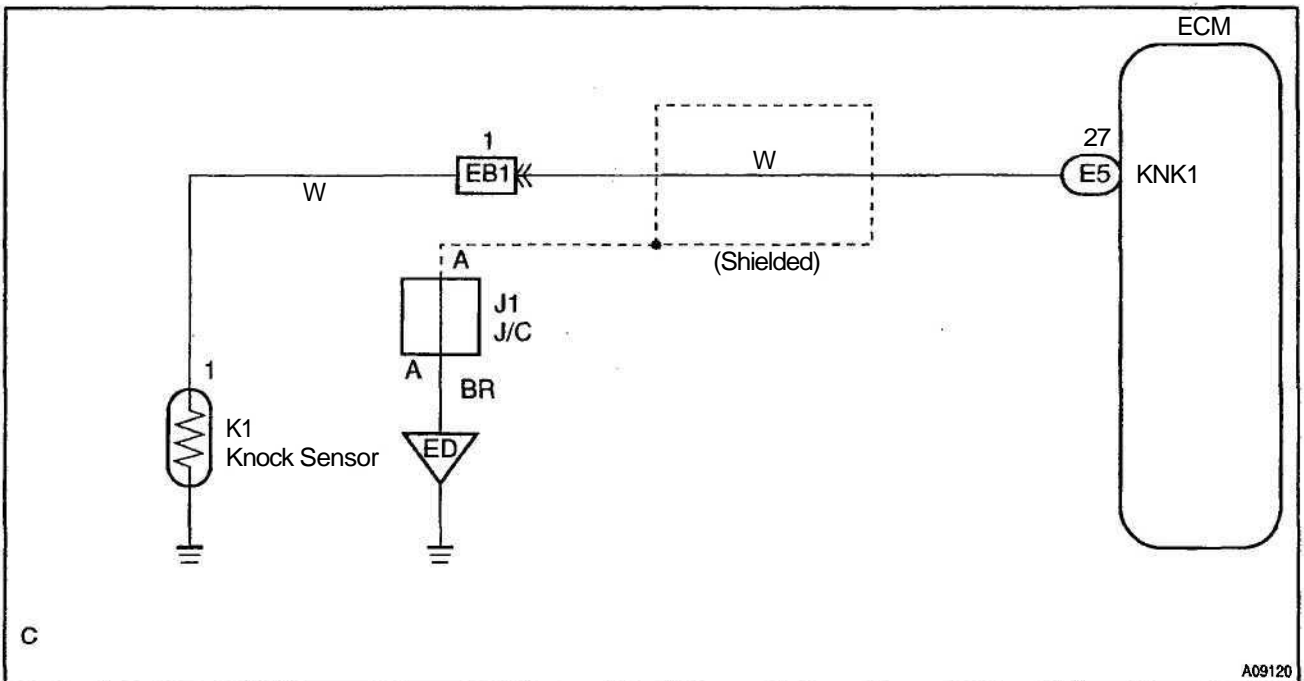 ECM
1
EB1
W
W
27
E5
KNK1
(Shielded)
A
J1
J/C
A
BR
1
K1
Knock Sensor
ED
C
A09120